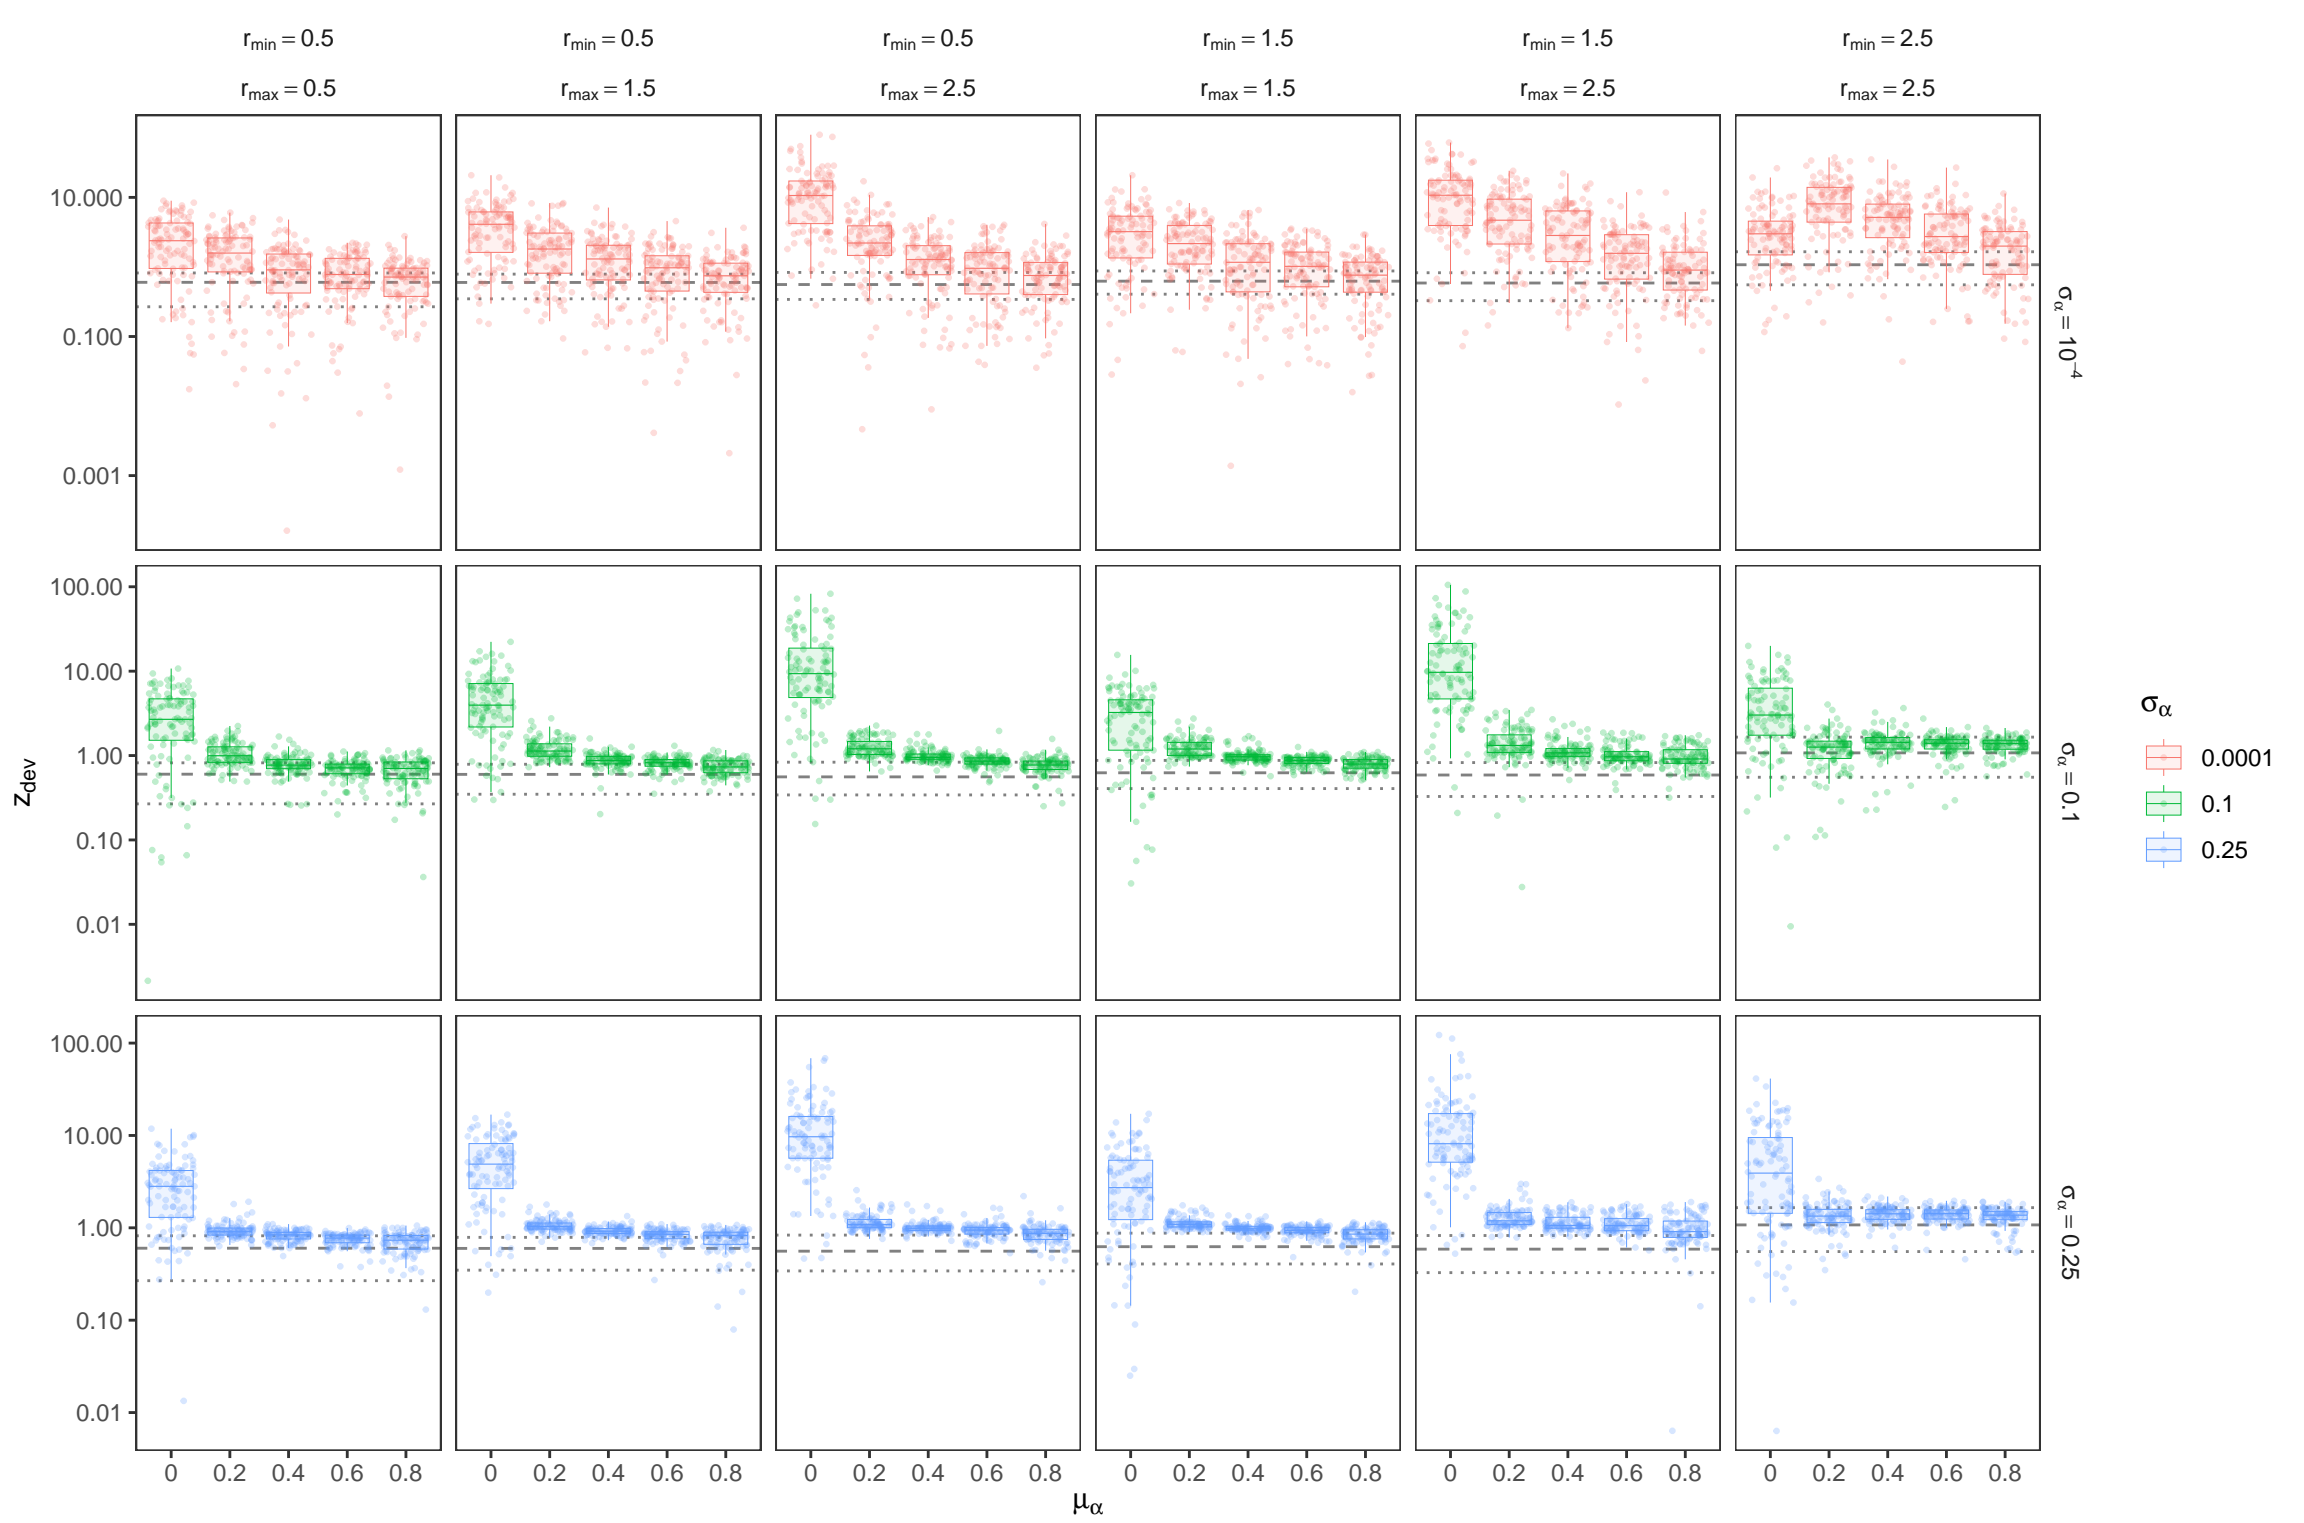 r_min = 0.5 r_min = 0.5 r_min = 0.5 r_min = 1.5 r_min = 1.5 r_min = 2.5
r_max = 0.5 r_max = 1.5 r_max = 2.5 r_max = 1.5 r_max = 2.5 r_max = 2.5
10.000
0.100
0.001
σ_α = 10^−4
100.00
10.00
1.00
0.10
0.01
σ_α = 0.1
z_dev
100.00
10.00
1.00
0.10
0.01
σ_α = 0.25
0 0.2 0.4 0.6 0.8 0 0.2 0.4 0.6 0.8 0 0.2 0.4 0.6 0.8 0 0.2 0.4 0.6 0.8 0 0.2 0.4 0.6 0.8 0 0.2 0.4 0.6 0.8
μ_α
σ_α
0.0001
0.1
0.25